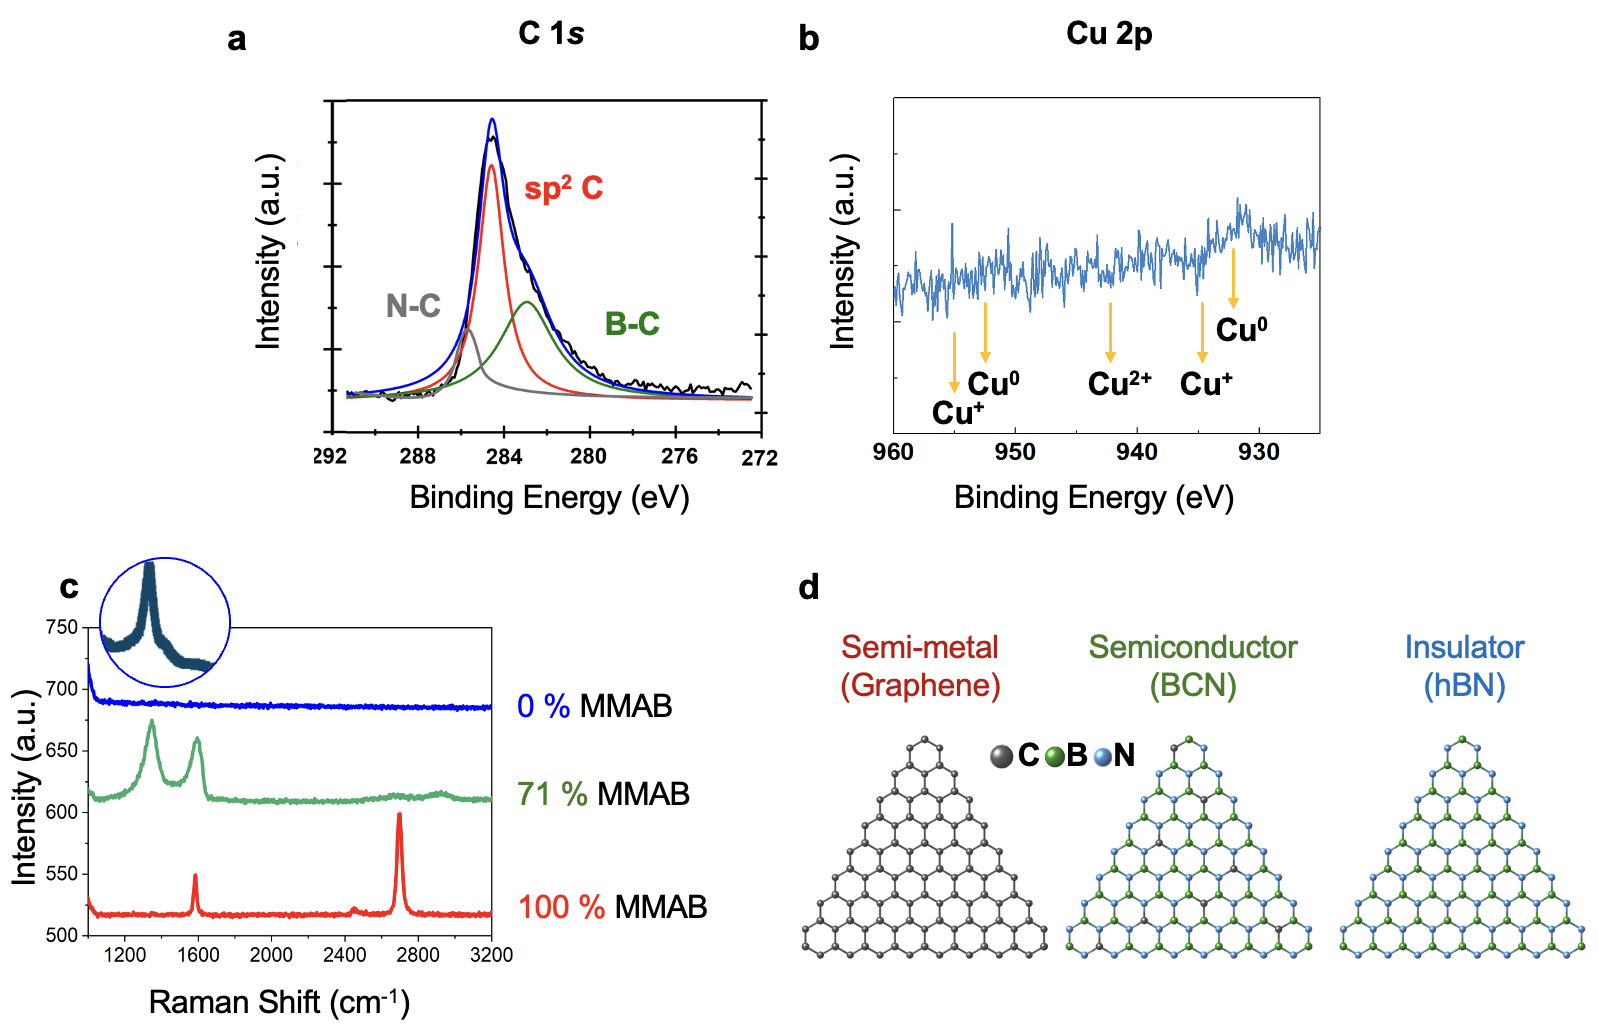 a
C 1s
Intensity (a.u.)
sp² C
N-C
B-C
292 288 284 280 276 272
Binding Energy (eV)
b
Cu 2p
Intensity (a.u.)
Cu⁰
Cu⁺
Cu²⁺
Cu⁰
Cu⁺
960 950 940 930
Binding Energy (eV)
c
Intensity (a.u.)
750
700
650
600
550
500
0 % MMAB
71 % MMAB
100 % MMAB
1200 1600 2000 2400 2800 3200
Raman Shift (cm⁻¹)
d
Semi-metal
(Graphene)
Semiconductor
(BCN)
Insulator
(hBN)
C B N